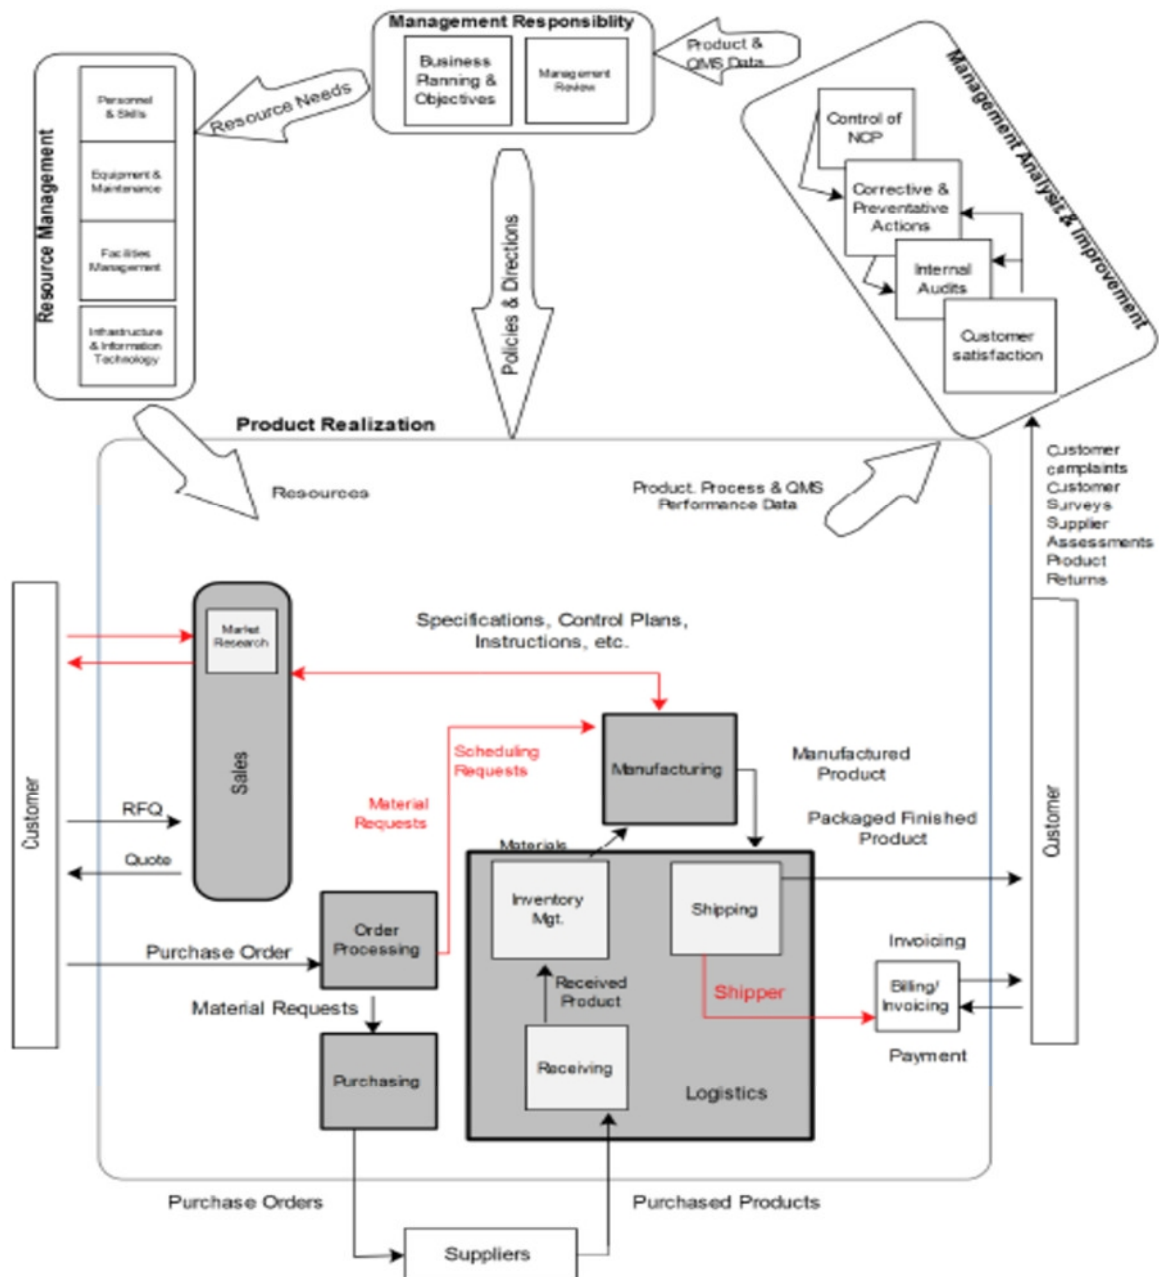 Management Responsiblity
Business
Planning &
Objectives
Management
Review
Product &
QMS Data
Resource Needs
Resource Management
Personnel
& Skills
Equipment &
Maintenance
Facilities
Management
Infrastructure
& Information
Technology
Policies & Directions
Management Analysis & Improvement
Control of
NCP
Corrective &
Preventative
Actions
Internal
Audits
Customer
satisfaction
Product Realization
Resources
Product. Process & QMS
Performance Data
Customer
complaints
Customer
Surveys
Supplier
Assessments
Product
Returns
Customer
Market
Research
Sales
RFQ
Quote
Specifications, Control Plans,
Instructions, etc.
Scheduling
Requests
Material
Requests
Manufacturing
Manufactured
Product
Packaged Finished
Product
Customer
Materials
Inventory
Mgt.
Shipping
Order
Processing
Purchase Order
Material Requests
Received
Product
Shipper
Invoicing
Billing/
Invoicing
Payment
Purchasing
Receiving
Logistics
Purchase Orders
Purchased Products
Suppliers